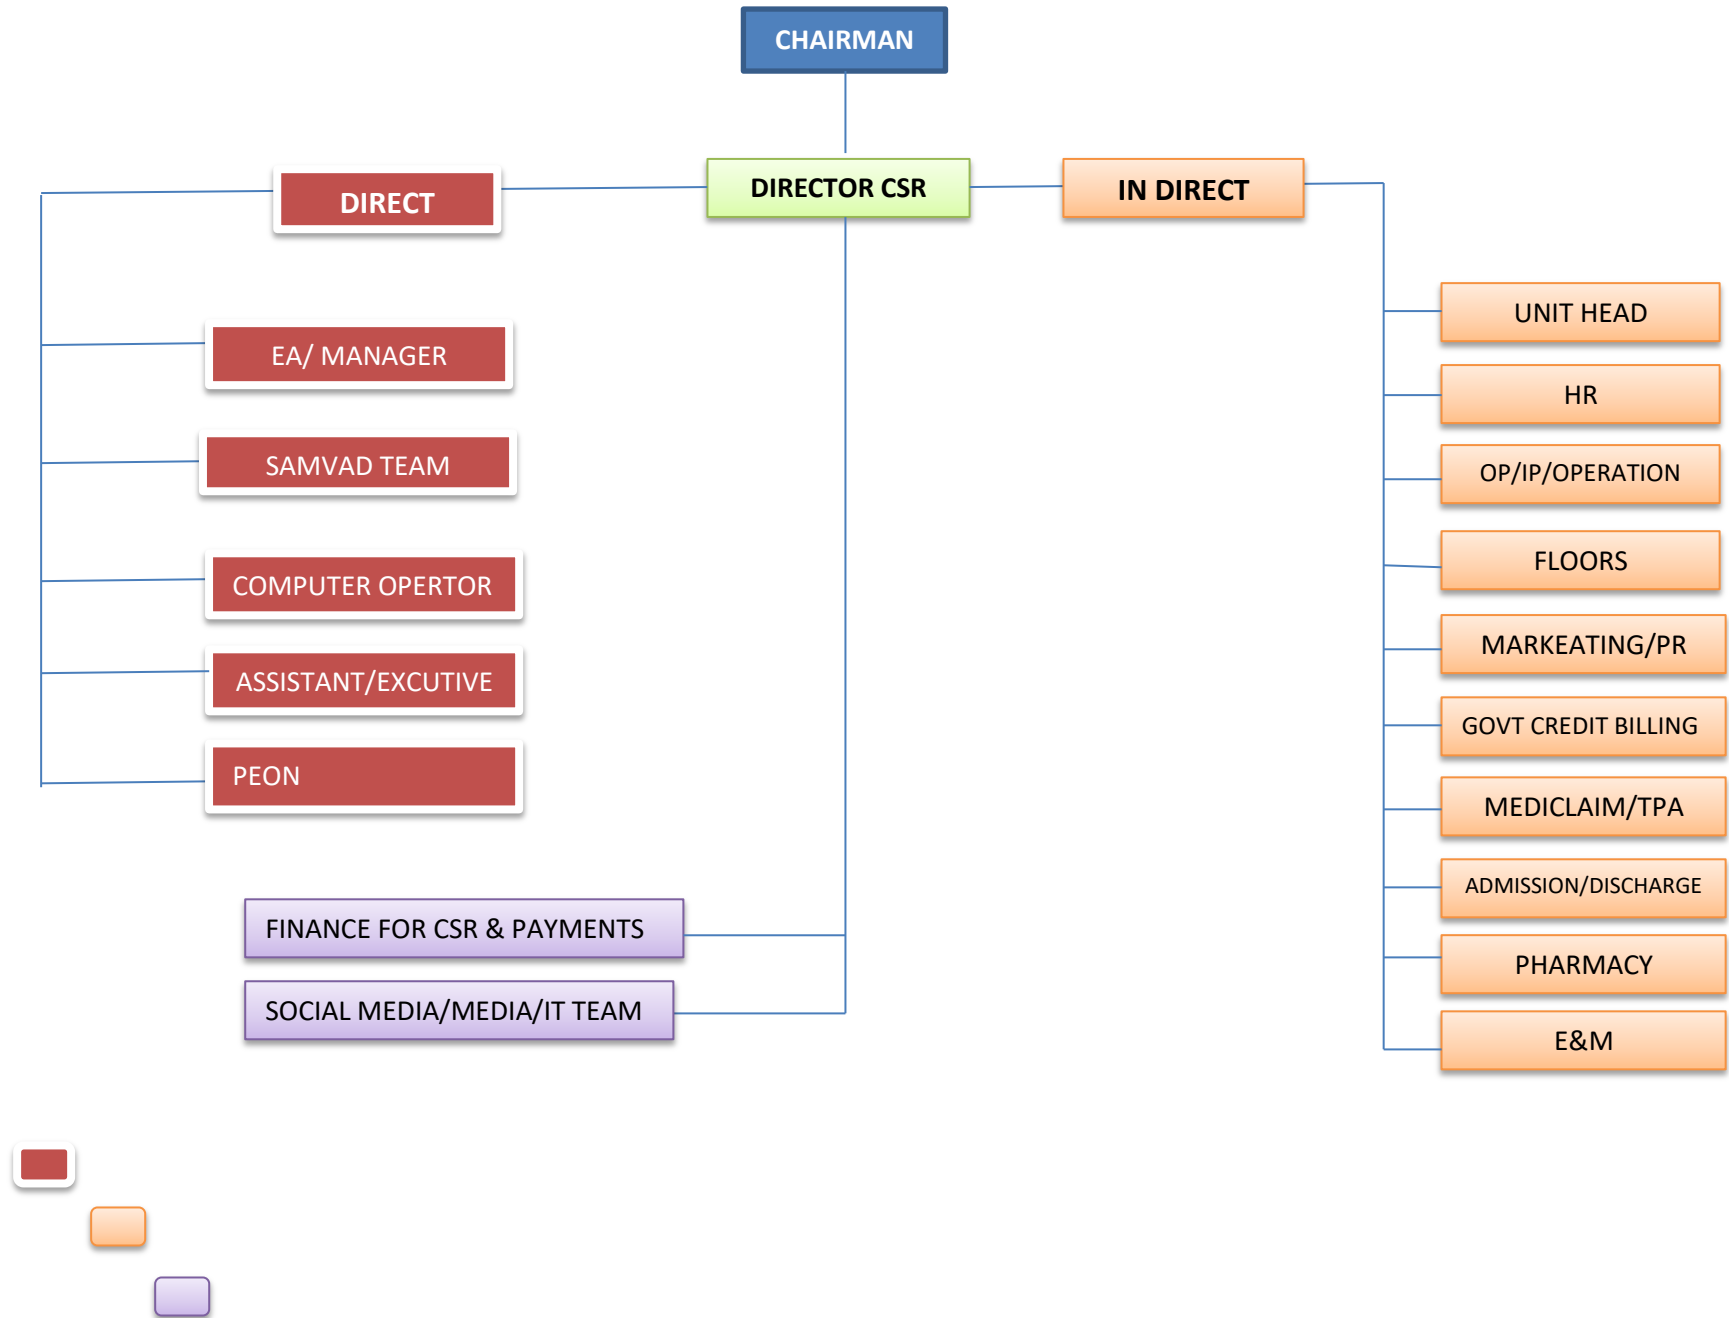 CHAIRMAN
DIRECT
DIRECTOR CSR
IN DIRECT
EA/ MANAGER
SAMVAD TEAM
COMPUTER OPERTOR
ASSISTANT/EXCUTIVE
PEON
FINANCE FOR CSR & PAYMENTS
SOCIAL MEDIA/MEDIA/IT TEAM
UNIT HEAD
HR
OP/IP/OPERATION
FLOORS
MARKEATING/PR
GOVT CREDIT BILLING
MEDICLAIM/TPA
ADMISSION/DISCHARGE
PHARMACY
E&M